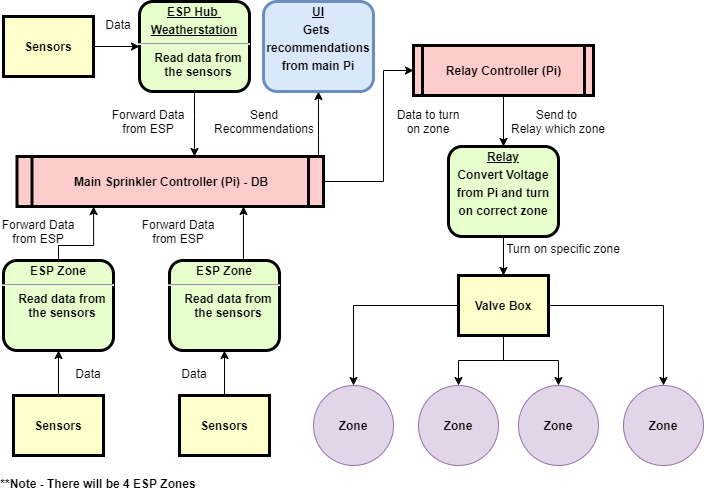 Sensors
Data
ESP Hub
Weatherstation
Read data from
the sensors
UI
Gets
recommendations
from main Pi
Relay Controller (Pi)
Forward Data
from ESP
Send
Recommendations
Data to turn
on zone
Send to
Relay which zone
Main Sprinkler Controller (Pi) - DB
Relay
Convert Voltage
from Pi and turn
on correct zone
Forward Data
from ESP
Forward Data
from ESP
Turn on specific zone
ESP Zone
Read data from
the sensors
ESP Zone
Read data from
the sensors
Valve Box
Data
Data
Sensors
Sensors
Zone
Zone
Zone
Zone
**Note - There will be 4 ESP Zones